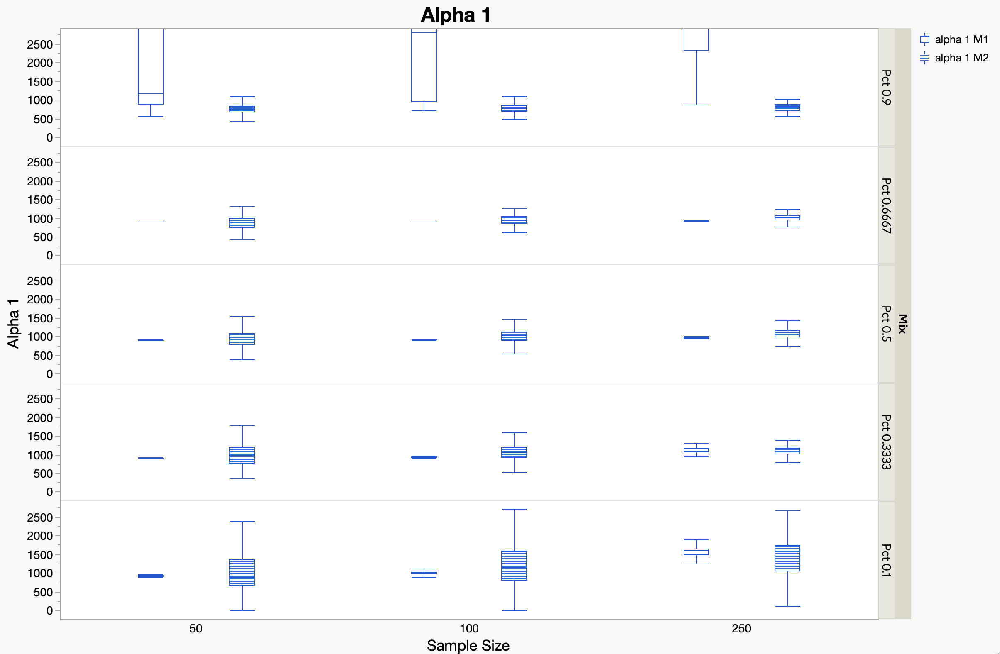 Alpha 1
alpha 1 M1
alpha 1 M2
Alpha 1
2500
2000
1500
1000
500
0
Pct 0.9
2500
2000
1500
1000
500
0
Pct 0.6667
2500
2000
1500
1000
500
0
Pct 0.5
Mix
2500
2000
1500
1000
500
0
Pct 0.3333
2500
2000
1500
1000
500
0
Pct 0.1
50 100 250
Sample Size